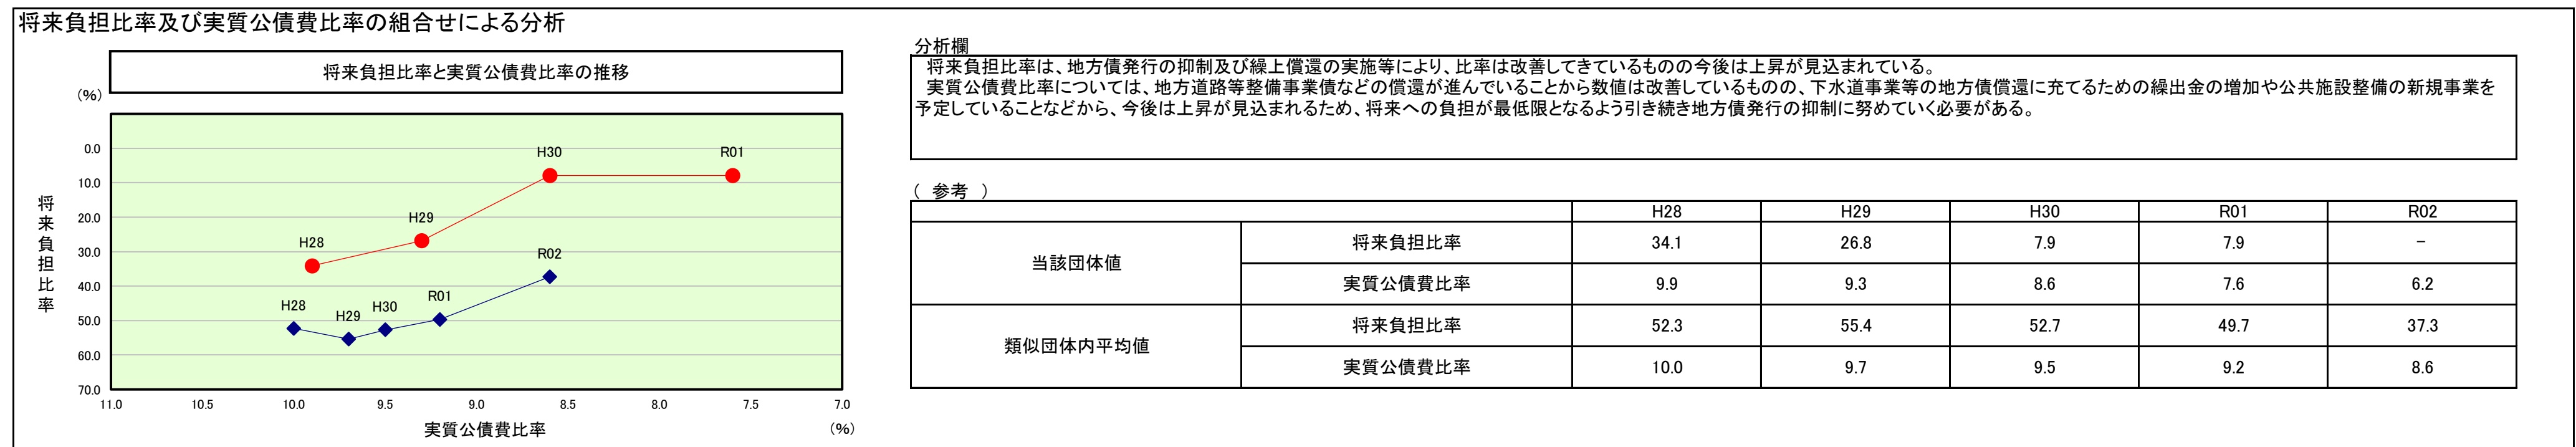 将来負担比率及び実質公債費比率の組合せによる分析
将来負担比率と実質公債費比率の推移
(%)
0.0
10.0
20.0
30.0
40.0
50.0
60.0
70.0
将来負担比率
H28
H29
H30
R01
H28
H29
H30
R01
R02
11.0 10.5 10.0 9.5 9.0 8.5 8.0 7.5 7.0
実質公債費比率
(%)
分析欄
将来負担比率は、地方債発行の抑制及び繰上償還の実施等により、比率は改善してきているものの今後は上昇が見込まれている。
実質公債費比率については、地方道路等整備事業債などの償還が進んでいることから数値は改善しているものの、下水道事業等の地方債償還に充てるための繰出金の増加や公共施設整備の新規事業を
予定していることなどから、今後は上昇が見込まれるため、将来への負担が最低限となるよう引き続き地方債発行の抑制に努めていく必要がある。
( 参考 )
H28 H29 H30 R01 R02
当該団体値
将来負担比率 34.1 26.8 7.9 7.9 －
実質公債費比率 9.9 9.3 8.6 7.6 6.2
類似団体内平均値
将来負担比率 52.3 55.4 52.7 49.7 37.3
実質公債費比率 10.0 9.7 9.5 9.2 8.6